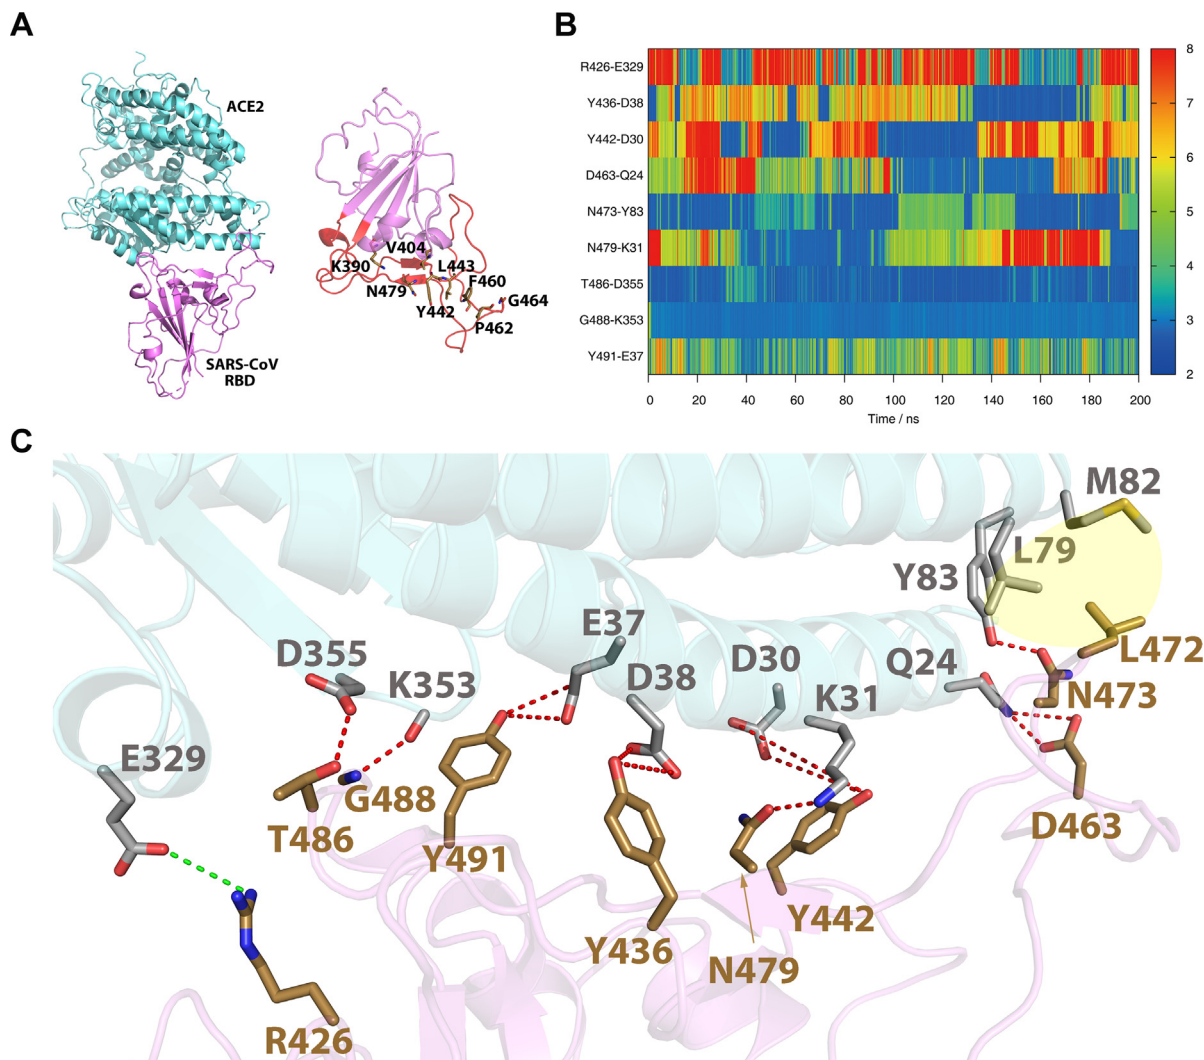 A
ACE2
SARS-CoV
RBD
V404
K390
L443
N479
F460
Y442
G464
P462
B
R426-E329
Y436-D38
Y442-D30
D463-Q24
N473-Y83
N479-K31
T486-D355
G488-K353
Y491-E37
0 20 40 60 80 100 120 140 160 180 200
Time / ns
8
7
6
5
4
3
2
C
M82
L79
Y83
E37
D355
D38
D30
Q24
L472
K353
K31
N473
E329
G488
T486
Y491
D463
Y442
Y436
N479
R426